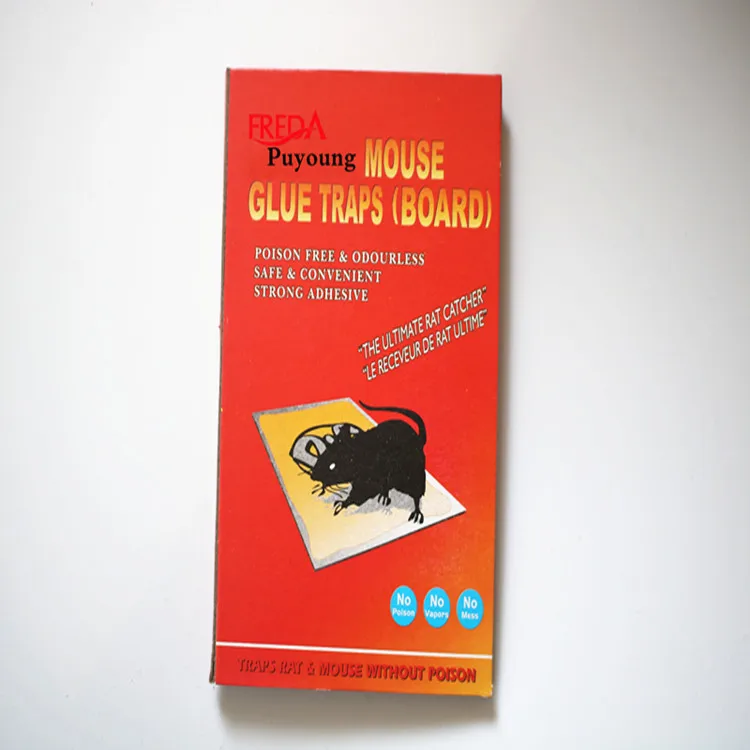 FREDA
Puyoung MOUSE
GLUE TRAPS (BOARD)
POISON FREE & ODOURLESS
SAFE & CONVENIENT
STRONG ADHESIVE
"THE ULTIMATE RAT CATCHER"
"LE RECEVEUR DE RAT ULTIME"
No Poison
No Vapors
No Mess
TRAPS RAT & MOUSE WITHOUT POISON